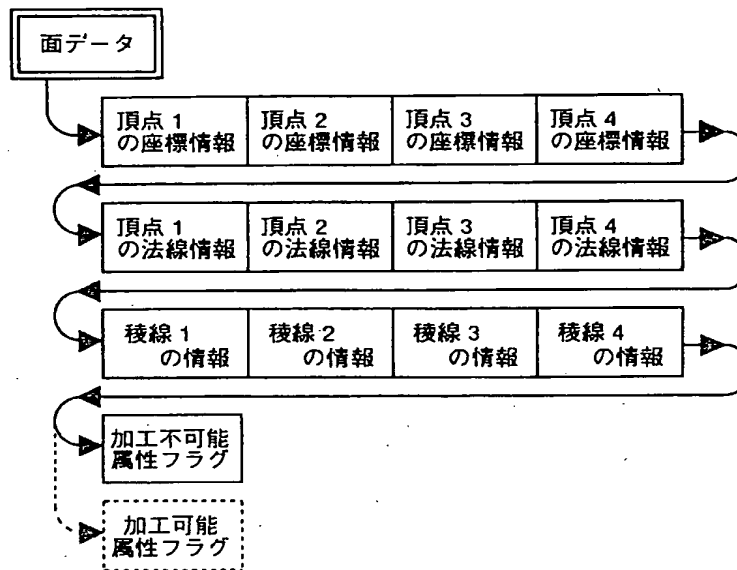 面データ
頂点1
の座標情報
頂点2
の座標情報
頂点3
の座標情報
頂点4
の座標情報
頂点1
の法線情報
頂点2
の法線情報
頂点3
の法線情報
頂点4
の法線情報
稜線1
の情報
稜線2
の情報
稜線3
の情報
稜線4
の情報
加工不可能
属性フラグ
加工可能
属性フラグ